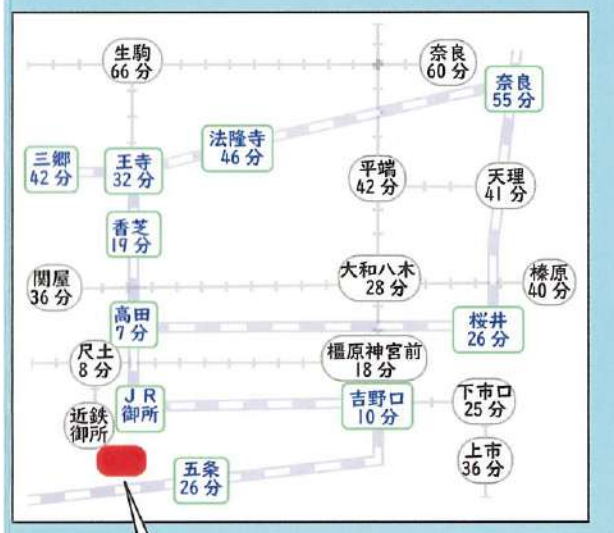 生駒
66分
奈良
60分
奈良
55分
法隆寺
46分
三郷
42分
王寺
32分
平端
42分
天理
41分
香芝
19分
関屋
36分
大和八木
28分
榛原
40分
高田
7分
桜井
26分
尺土
8分
橿原神宮前
18分
JR
御所
吉野口
10分
下市口
25分
近鉄
御所
上市
36分
五条
26分